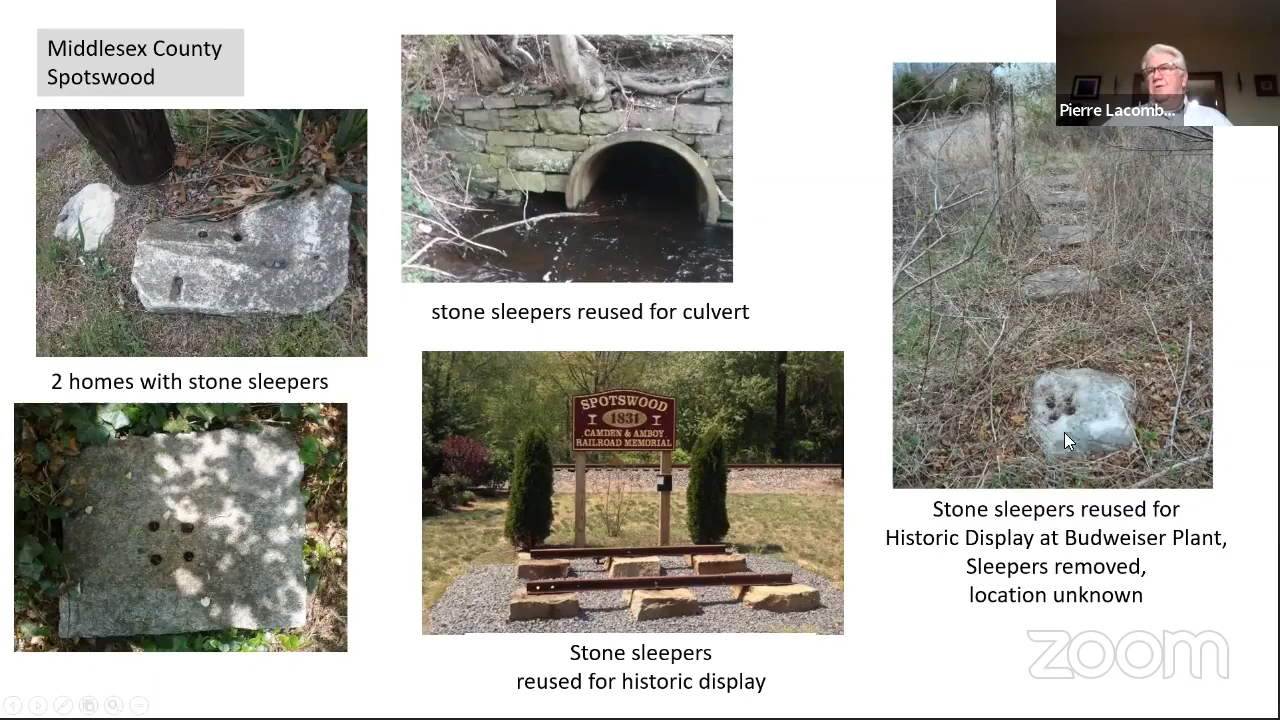 Middlesex County
Spotswood
Pierre Lacomb...
stone sleepers reused for culvert
2 homes with stone sleepers
SPOTSWOOD
1831
CAMDEN & AMBOY
RAILROAD MEMORIAL
Stone sleepers
reused for historic display
Stone sleepers reused for
Historic Display at Budweiser Plant,
Sleepers removed,
location unknown
zoom